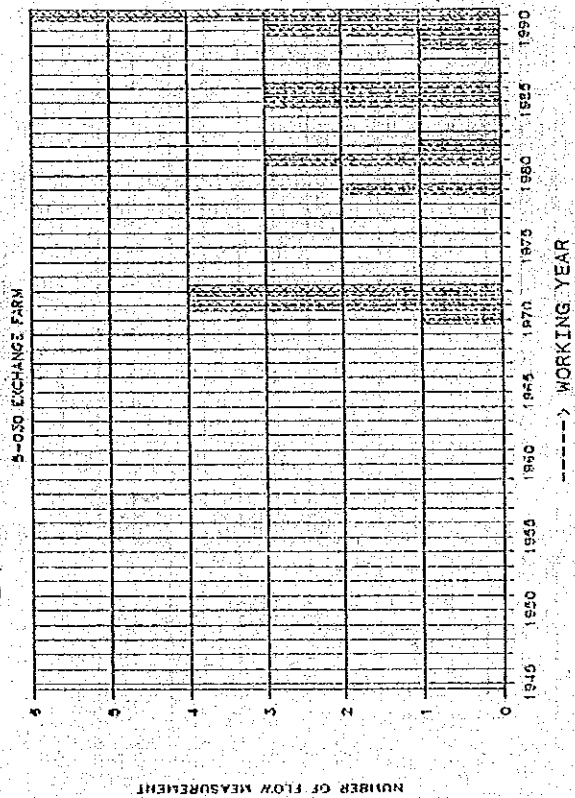 5-030 EXCHANGE FARM
NUMBER OF FLOW MEASUREMENT
6
5
4
3
2
1
0
1945 1950 1955 1960 1965 1970 1975 1980 1985 1990
-----> WORKING YEAR